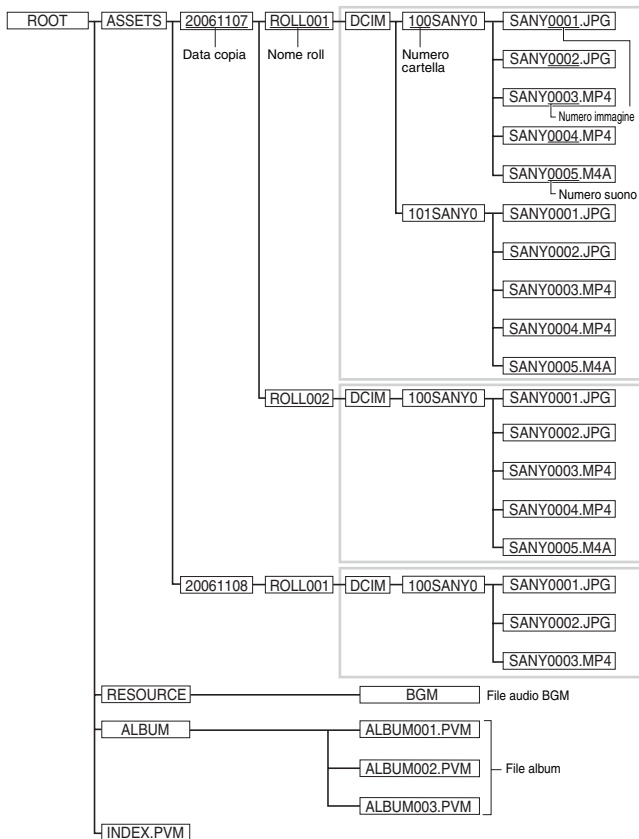 ROOT ASSETS 20061107 ROLL001 DCIM 100SANY0 SANY0001.JPG
Data copia Nome roll Numero cartella
SANY0002.JPG
SANY0003.MP4
Numero immagine
SANY0004.MP4
SANY0005.M4A
Numero suono
101SANY0 SANY0001.JPG
SANY0002.JPG
SANY0003.MP4
SANY0004.MP4
SANY0005.M4A
ROLL002 DCIM 100SANY0 SANY0001.JPG
SANY0002.JPG
SANY0003.MP4
SANY0004.MP4
SANY0005.M4A
20061108 ROLL001 DCIM 100SANY0 SANY0001.JPG
SANY0002.JPG
SANY0003.MP4
RESOURCE BGM File audio BGM
ALBUM ALBUM001.PVM
ALBUM002.PVM File album
ALBUM003.PVM
INDEX.PVM